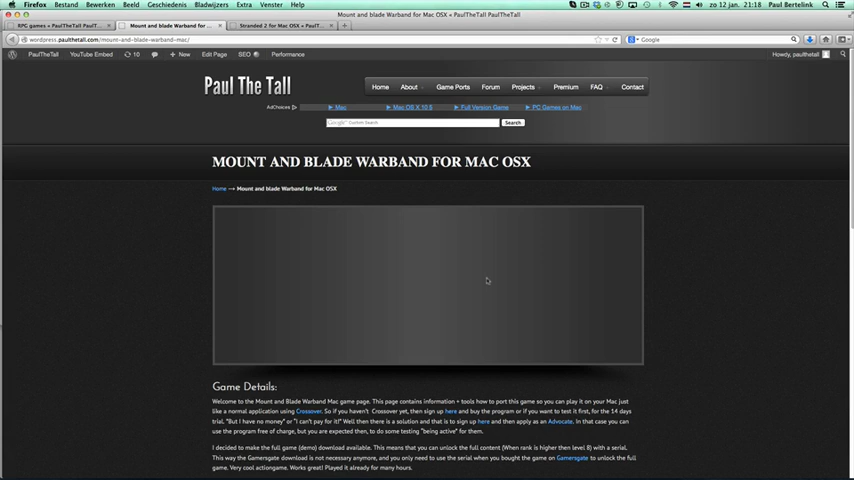 Firefox Bestand Bewerken Beeld Geschiedenis Bladwijzers Extra Venster Help zo 12 jan. 21:18 Paul Bertelink
Mount and blade Warband for Mac OSX « PaulTheTall PaulTheTall
RPG games « PaulTheTall PaulT... Mount and blade Warband for ... Stranded 2 for Mac OSX « PaulT...
wordpress.paulthetall.com/mount-and-blade-warband-mac/ Google
PaulTheTall YouTube Embed 10 + New Edit Page SEO Performance Howdy, paulthetall
Paul The Tall
Home About Game Ports Forum Projects Premium FAQ Contact
AdChoices ▷ ► Mac ► Mac OS X 10.5 ► Full Version Game ► PC Games on Mac
Google™ Custom Search Search
MOUNT AND BLADE WARBAND FOR MAC OSX
Home → Mount and blade Warband for Mac OSX
Game Details:
Welcome to the Mount and Blade Warband Mac game page. This page contains information + tools how to port this game so you can play it on your Mac just
like a normal application using Crossover. So if you haven't Crossover yet, then sign up here and buy the program or if you want to test it first, for the 14 days
trial. "But I have no money" or "I can't pay for it!" Well then there is a solution and that is to sign up here and then apply as an Advocate. In that case you can
use the program free of charge, but you are expected then, to do some testing "being active" for them.
I decided to make the full game (demo) download available. This means that you can unlock the full content (When rank is higher then level 8) with a serial.
This way the Gamersgate download is not necessary anymore, and you only need to use the serial when you bought the game on Gamersgate to unlock the full
game. Very cool actiongame. Works great! Played it already for many hours.